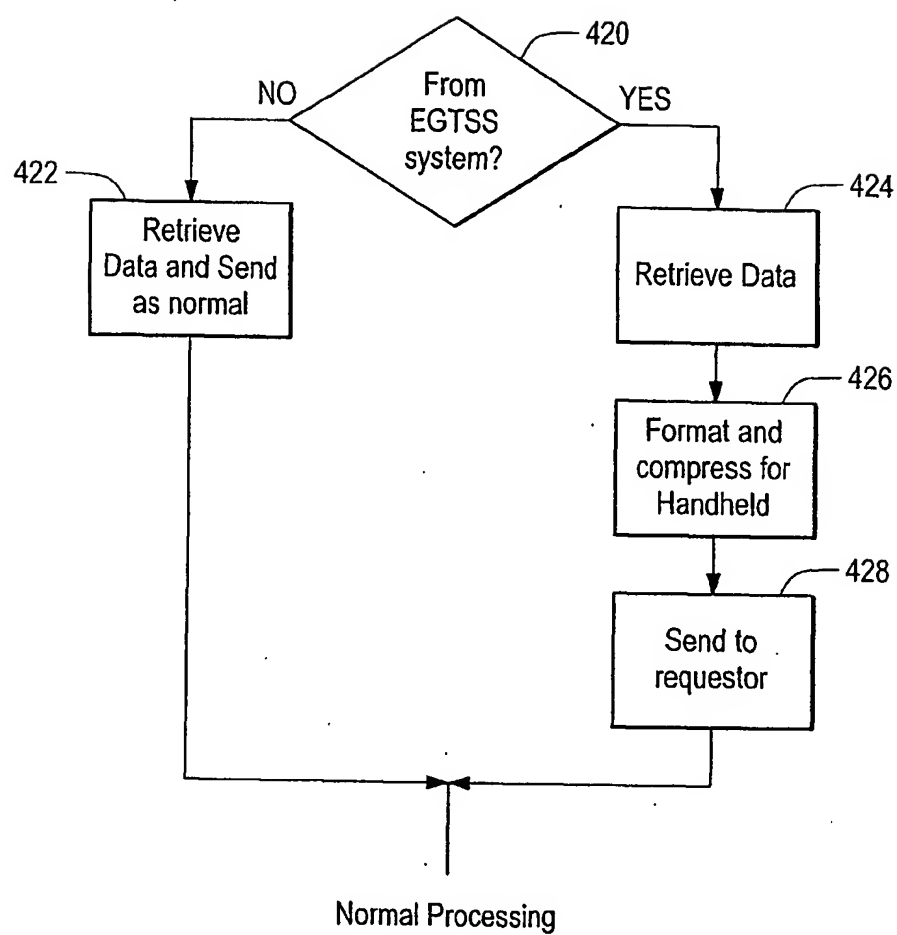 420
From
EGTSS
system?
NO
YES
422
Retrieve
Data and Send
as normal
424
Retrieve Data
426
Format and
compress for
Handheld
428
Send to
requestor
Normal Processing